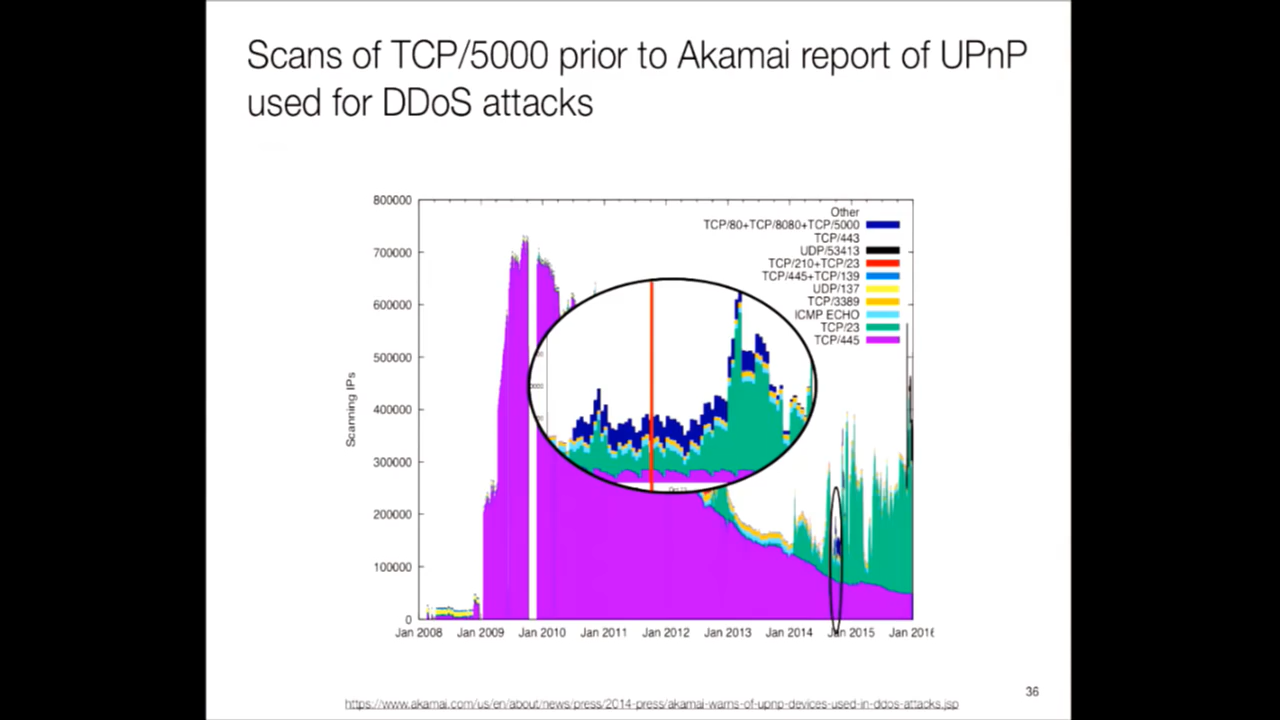 Scans of TCP/5000 prior to Akamai report of UPnP
used for DDoS attacks
800000
700000
600000
500000
400000
300000
200000
100000
0
Scanning IPs
Other
TCP/80+TCP/8080+TCP/5000
TCP/443
UDP/53413
TCP/210+TCP/23
TCP/445+TCP/139
UDP/137
TCP/3389
ICMP ECHO
TCP/23
TCP/445
Jan 2008 Jan 2009 Jan 2010 Jan 2011 Jan 2012 Jan 2013 Jan 2014 Jan 2015 Jan 2016
36
https://www.akamai.com/us/en/about/news/press/2014-press/akamai-warns-of-upnp-devices-used-in-ddos-attacks.jsp